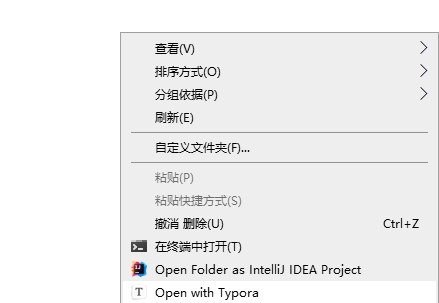 查看(V)
排序方式(O)
分组依据(P)
刷新(E)
自定义文件夹(F)...
粘贴(P)
粘贴快捷方式(S)
撤消 删除(U) Ctrl+Z
在终端中打开(T)
Open Folder as IntelliJ IDEA Project
T Open with Typora